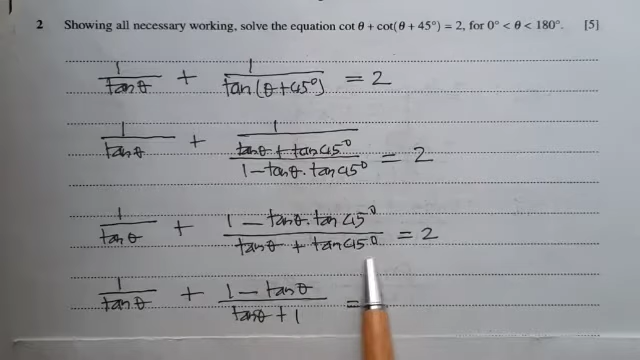 2 Showing all necessary working, solve the equation cot θ + cot(θ + 45°) = 2, for 0° < θ < 180°. [5]
1/tanθ + 1/tan(θ+45°) = 2
1/tanθ + 1/((tanθ + tan45°)/(1 - tanθ . tan45°)) = 2
1/tanθ + (1 - tanθ . tan45°)/(tanθ + tan45°) = 2
1/tanθ + (1 - tanθ)/(tanθ + 1) =